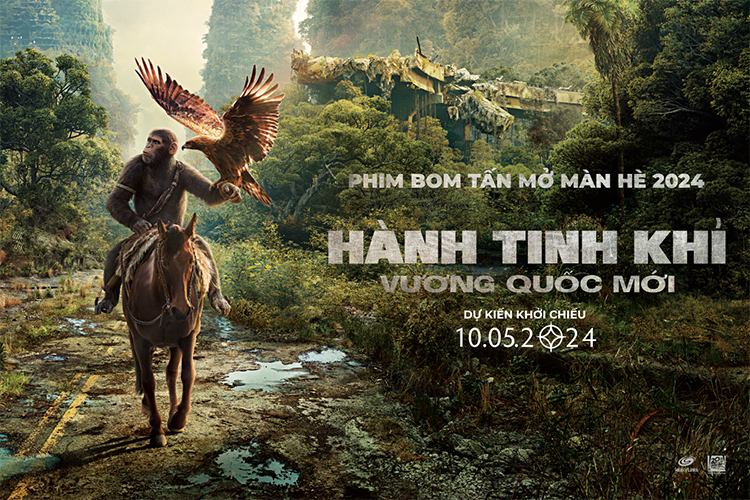 PHIM BOM TẤN MỞ MÀN HÈ 2024
HÀNH TINH KHỈ
VƯƠNG QUỐC MỚI
DỰ KIẾN KHỞI CHIẾU
10.05.2024